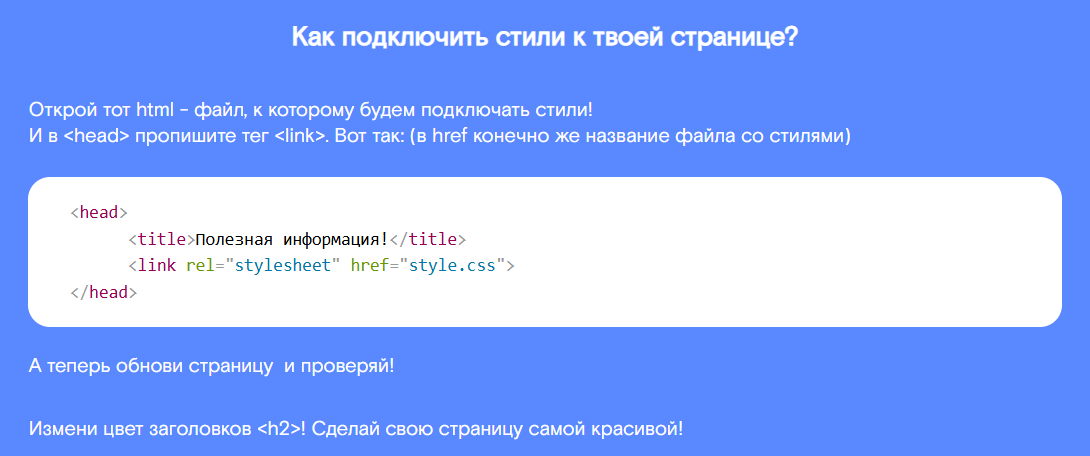 Как подключить стили к твоей странице?
Открой тот html - файл, к которому будем подключать стили!
И в <head> пропишите тег <link>. Вот так: (в href конечно же название файла со стилями)
<head>
<title>Полезная информация!</title>
<link rel="stylesheet" href="style.css">
</head>
А теперь обнови страницу  и проверяй!
Измени цвет заголовков <h2>! Сделай свою страницу самой красивой!